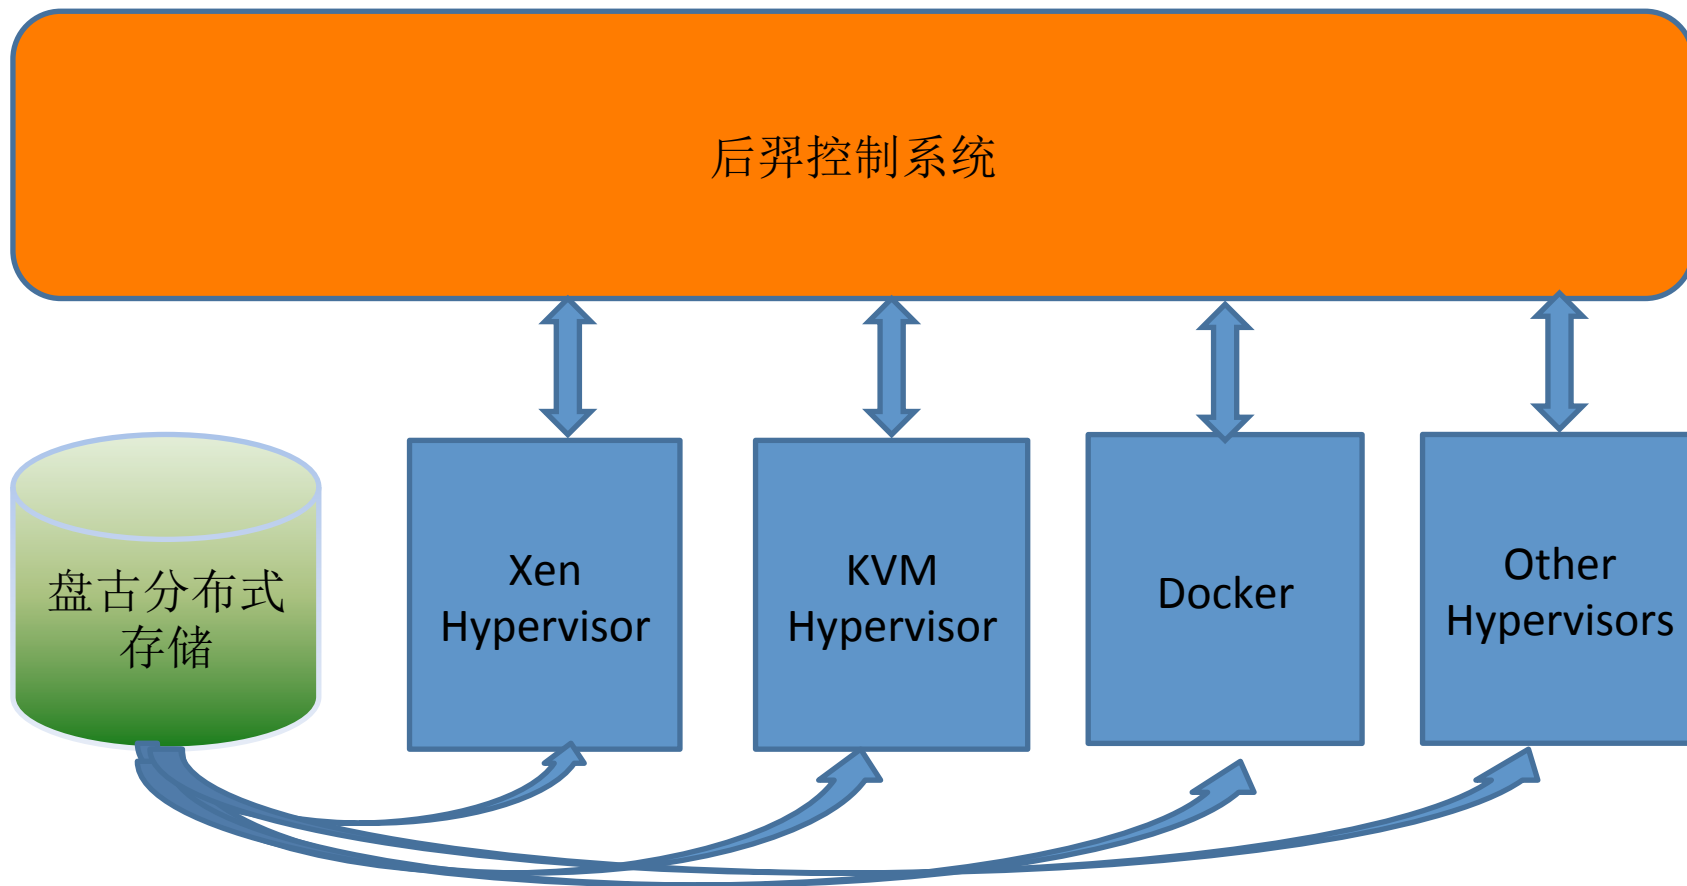 后羿控制系统
盘古分布式
存储
Xen
Hypervisor
KVM
Hypervisor
Docker
Other
Hypervisors